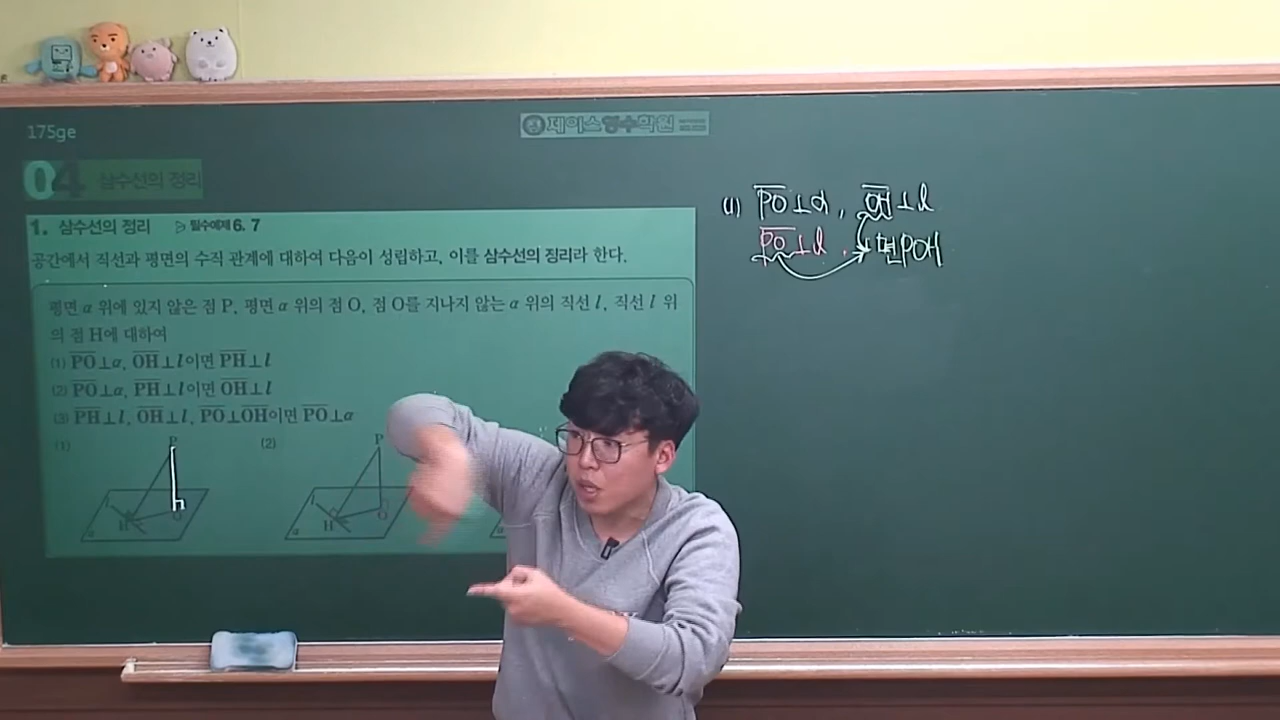 175ge
제이스영수학원
04 삼수선의 정리
1. 삼수선의 정리 ▷ 필수예제 6, 7
공간에서 직선과 평면의 수직 관계에 대하여 다음이 성립하고, 이를 삼수선의 정리라 한다.
평면 α 위에 있지 않은 점 P, 평면 α 위의 점 O, 점 O를 지나지 않는 α 위의 직선 l, 직선 l 위
의 점 H에 대하여
(1) P̅O̅⊥α, O̅H̅⊥l이면 P̅H̅⊥l
(2) P̅O̅⊥α, P̅H̅⊥l이면 O̅H̅⊥l
(3) P̅H̅⊥l, O̅H̅⊥l, P̅O̅⊥O̅H̅이면 P̅O̅⊥α
(1) (2)
P P
l H O α
l H O α
(1) P̅O̅⊥α, O̅H̅⊥l
P̅O̅⊥l. l⊥면POH